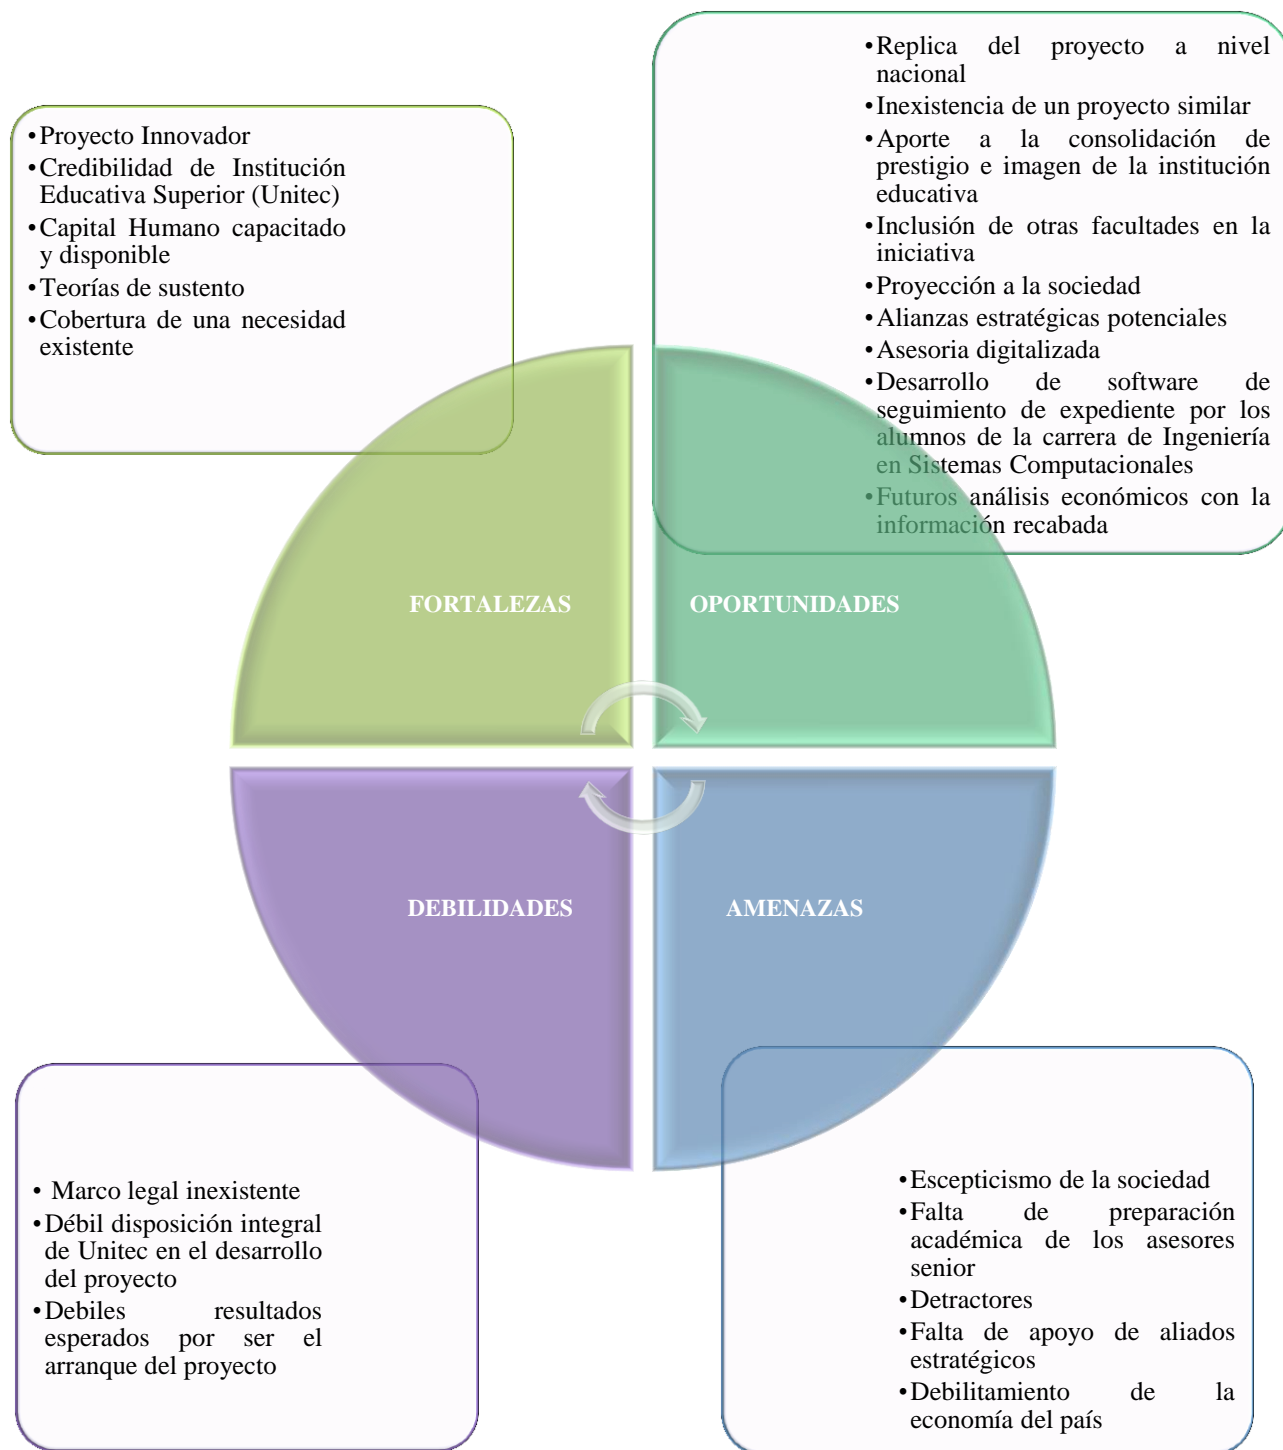 •Proyecto Innovador
•Credibilidad de Institución
Educativa Superior (Unitec)
•Capital Humano capacitado
y disponible
•Teorías de sustento
•Cobertura de una necesidad
existente
•Replica del proyecto a nivel
nacional
•Inexistencia de un proyecto similar
•Aporte a la consolidación de
prestigio e imagen de la institución
educativa
•Inclusión de otras facultades en la
iniciativa
•Proyección a la sociedad
•Alianzas estratégicas potenciales
•Asesoria digitalizada
•Desarrollo de software de
seguimiento de expediente por los
alumnos de la carrera de Ingeniería
en Sistemas Computacionales
•Futuros análisis económicos con la
información recabada
FORTALEZAS
OPORTUNIDADES
DEBILIDADES
AMENAZAS
• Marco legal inexistente
•Débil disposición integral
de Unitec en el desarrollo
del proyecto
•Debiles resultados
esperados por ser el
arranque del proyecto
•Escepticismo de la sociedad
•Falta de preparación
académica de los asesores
senior
•Detractores
•Falta de apoyo de aliados
estratégicos
•Debilitamiento de la
economía del país